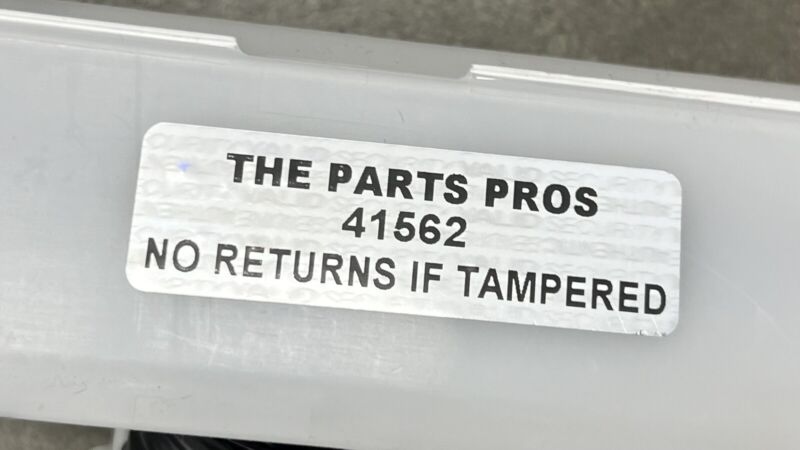 THE PARTS PROS
41562
NO RETURNS IF TAMPERED